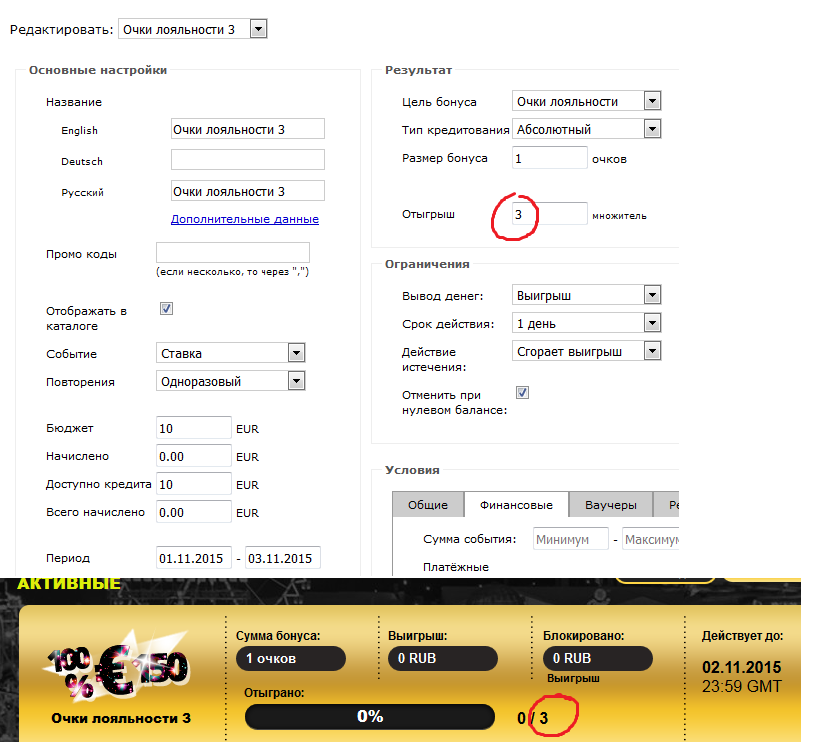 Редактировать: Очки лояльности 3
Основные настройки
Название
English Очки лояльности 3
Deutsch
Русский Очки лояльности 3
Дополнительные данные
Промо коды
(если несколько, то через ",")
Отображать в
каталоге
Событие Ставка
Повторения Одноразовый
Бюджет 10 EUR
Начислено 0.00 EUR
Доступно кредита 10 EUR
Всего начислено 0.00 EUR
Период 01.11.2015 - 03.11.2015
Результат
Цель бонуса Очки лояльности
Тип кредитования Абсолютный
Размер бонуса 1 очков
Отыгрыш 3 множитель
Ограничения
Вывод денег: Выигрыш
Срок действия: 1 день
Действие
истечения: Сгорает выигрыш
Отменить при
нулевом балансе:
Условия
Общие Финансовые Ваучеры Ре
Сумма события: Минимум - Максимум
Платёжные
АКТИВНЫЕ
100 % € 150
Очки лояльности 3
Сумма бонуса: Выигрыш: Блокировано:
1 очков 0 RUB 0 RUB
Выигрыш
Отыграно:
0% 0 / 3
Действует до:
02.11.2015
23:59 GMT